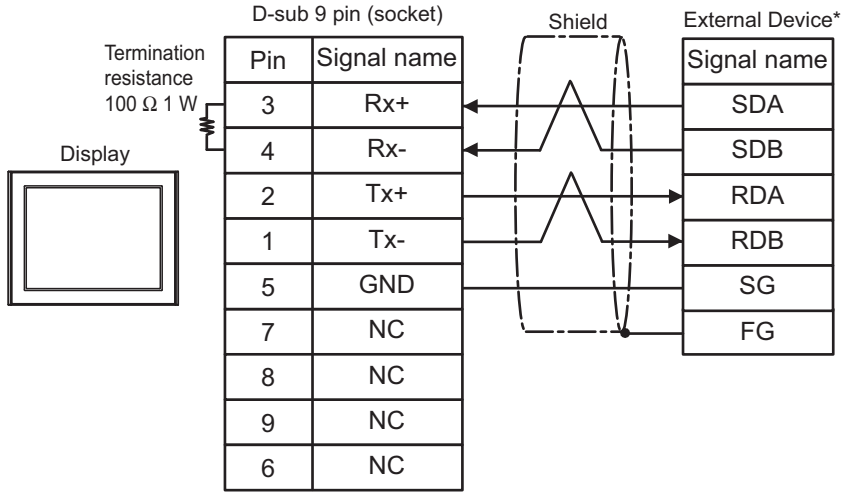 D-sub 9 pin (socket)
Shield
External Device*
Termination
resistance
100 Ω 1 W
Display
Pin Signal name
3 Rx+
4 Rx-
2 Tx+
1 Tx-
5 GND
7 NC
8 NC
9 NC
6 NC
Signal name
SDA
SDB
RDA
RDB
SG
FG